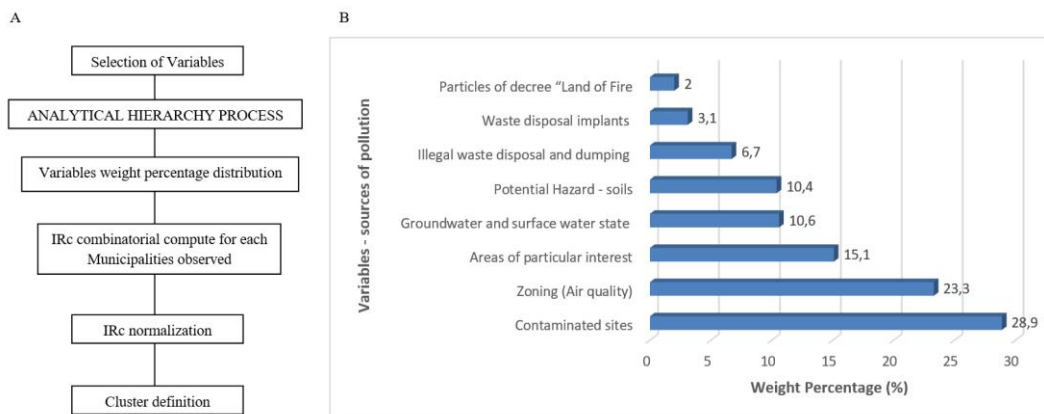 A
Selection of Variables
ANALYTICAL HIERARCHY PROCESS
Variables weight percentage distribution
IRc combinatorial compute for each
Municipalities observed
IRc normalization
Cluster definition
B
Variables - sources of pollution
Particles of decree “Land of Fire 2
Waste disposal implants 3,1
Illegal waste disposal and dumping 6,7
Potential Hazard - soils 10,4
Groundwater and surface water state 10,6
Areas of particular interest 15,1
Zoning (Air quality) 23,3
Contaminated sites 28,9
0 5 10 15 20 25 30
Weight Percentage (%)